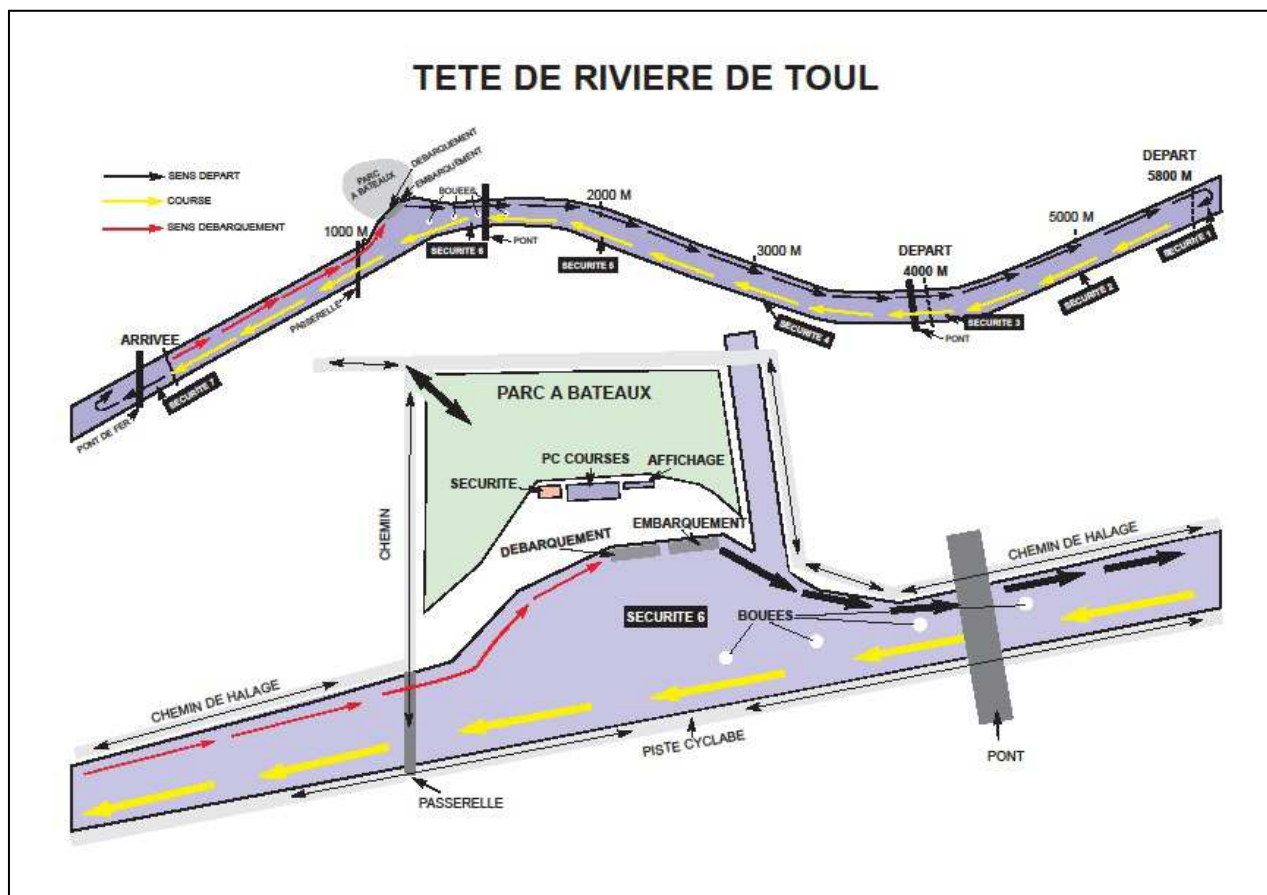 TETE DE RIVIERE DE TOUL
SENS DEPART
COURSE
SENS DEBARQUEMENT
PARC
A BATEAUX
DEBARQUEMENT
EMBARQUEMENT
BOUEES
1000 M
PASSERELLE
ARRIVEE
PONT DE FER
SECURITE 7
SECURITE 6
PONT
2000 M
SECURITE 5
3000 M
SECURITE 4
DEPART
4000 M
PONT
SECURITE 3
5000 M
SECURITE 2
DEPART
5800 M
SECURITE 1
PARC A BATEAUX
PC COURSES
AFFICHAGE
SECURITE
CHEMIN
DEBARQUEMENT
EMBARQUEMENT
CHEMIN DE HALAGE
SECURITE 6
BOUEES
CHEMIN DE HALAGE
PISTE CYCLABE
PONT
PASSERELLE